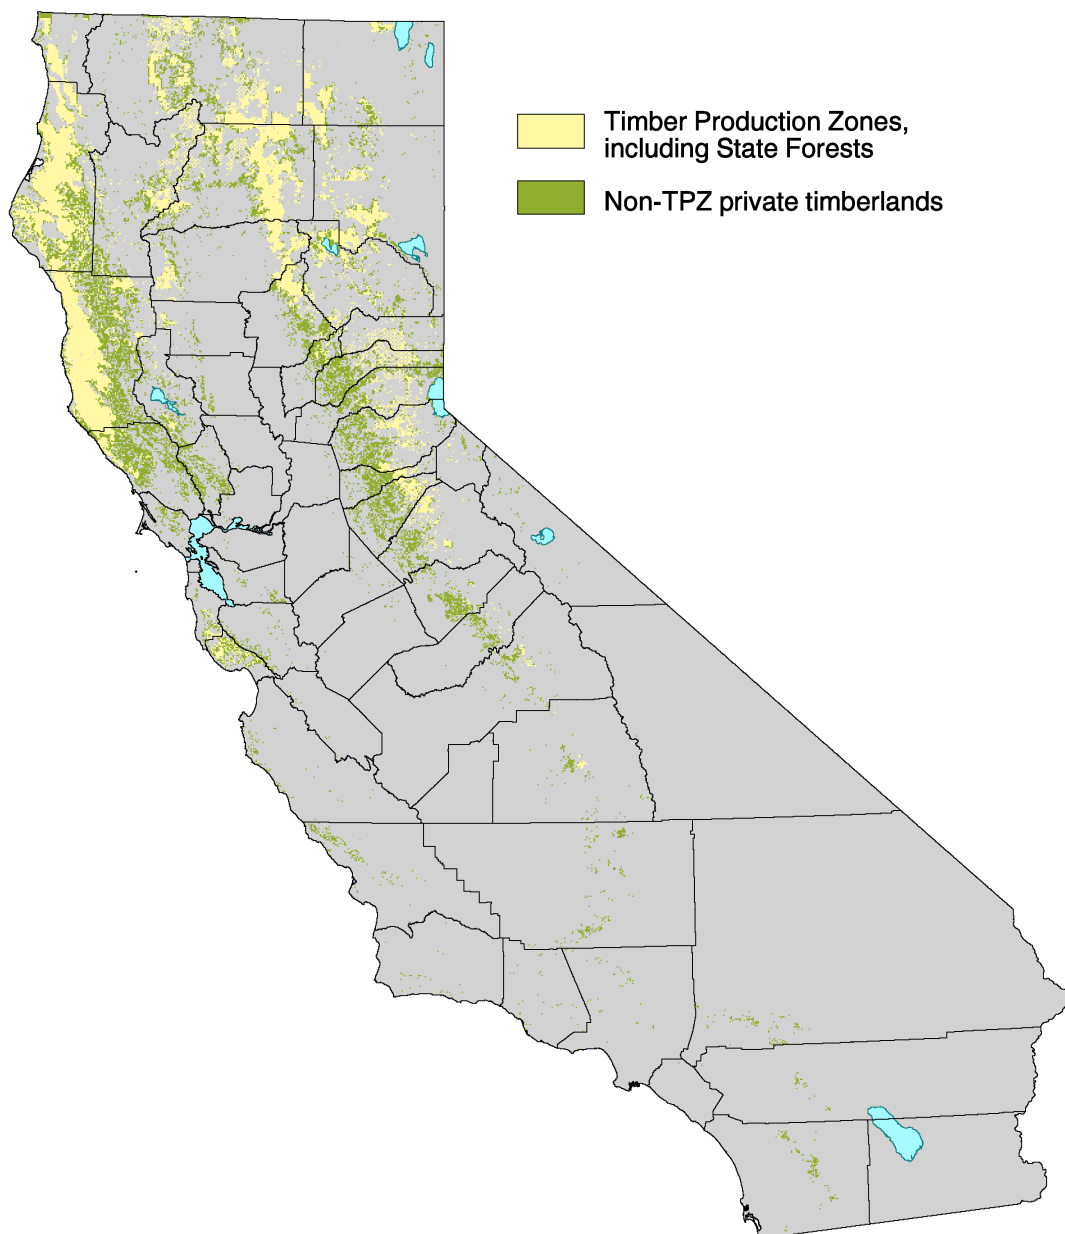 Timber Production Zones,
including State Forests
Non-TPZ private timberlands